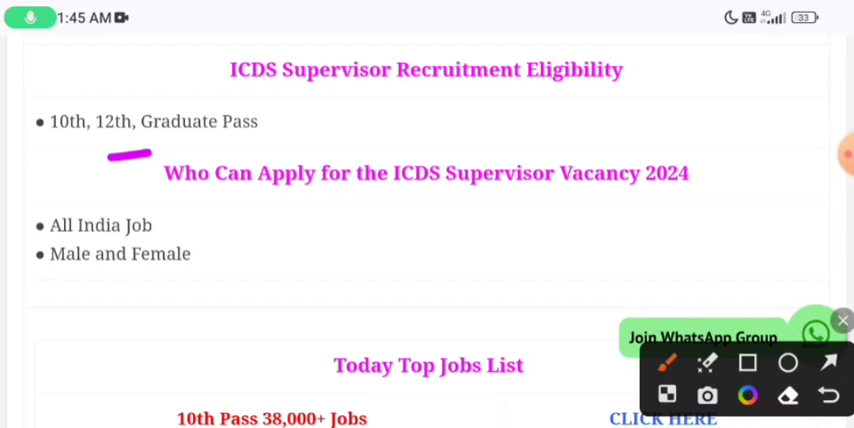 1:45 AM
4G
33
ICDS Supervisor Recruitment Eligibility
• 10th, 12th, Graduate Pass
Who Can Apply for the ICDS Supervisor Vacancy 2024
• All India Job
• Male and Female
Join WhatsApp Group
Today Top Jobs List
10th Pass 38,000+ Jobs
CLICK HERE